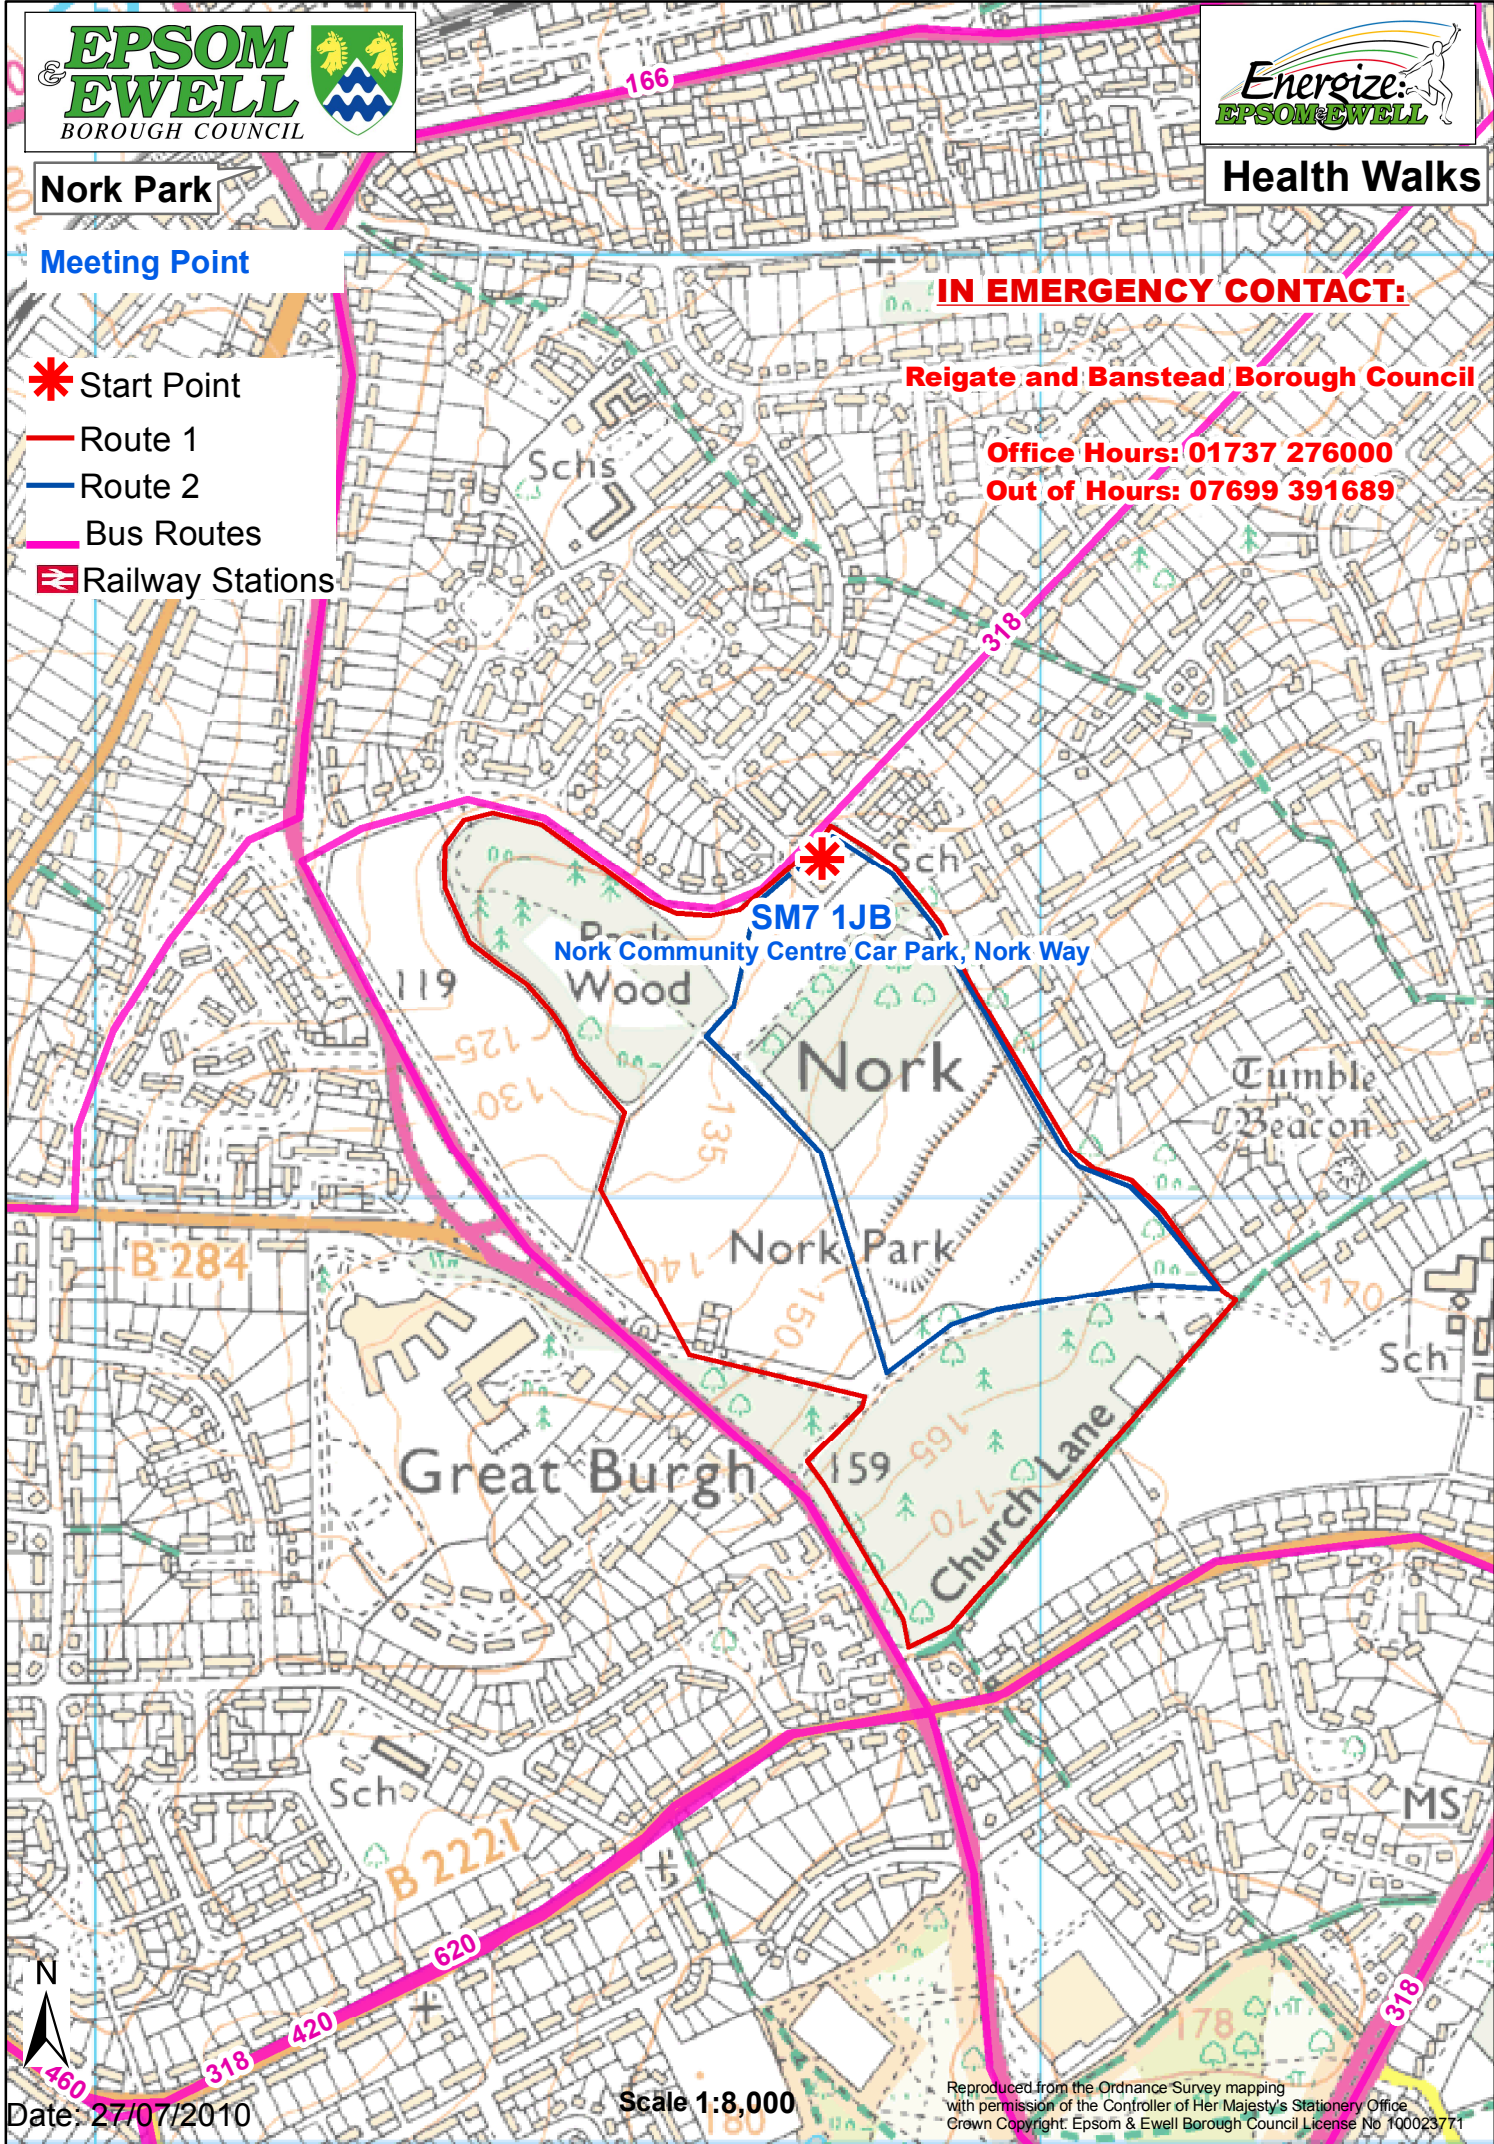 EPSOM
& EWELL
BOROUGH COUNCIL
Energize:
EPSOM & EWELL
Health Walks
Nork Park
Meeting Point
Start Point
Route 1
Route 2
Bus Routes
Railway Stations
IN EMERGENCY CONTACT:
Reigate and Banstead Borough Council
Office Hours: 01737 276000
Out of Hours: 07699 391689
166
Schs
318
Sch
SM7 1JB
Nork Community Centre Car Park, Nork Way
Park
Wood
119
125
130
135
Nork
Tumble
Beacon
B 284
Nork Park
140
150
170
Sch
Great Burgh
159
165
170
Church Lane
Sch
MS
B 2221
620
420
318
460
318
178
170
N
Date: 27/07/2010
Scale 1:8,000
Reproduced from the Ordnance Survey mapping
with permission of the Controller of Her Majesty's Stationery Office
Crown Copyright. Epsom & Ewell Borough Council License No 100023771